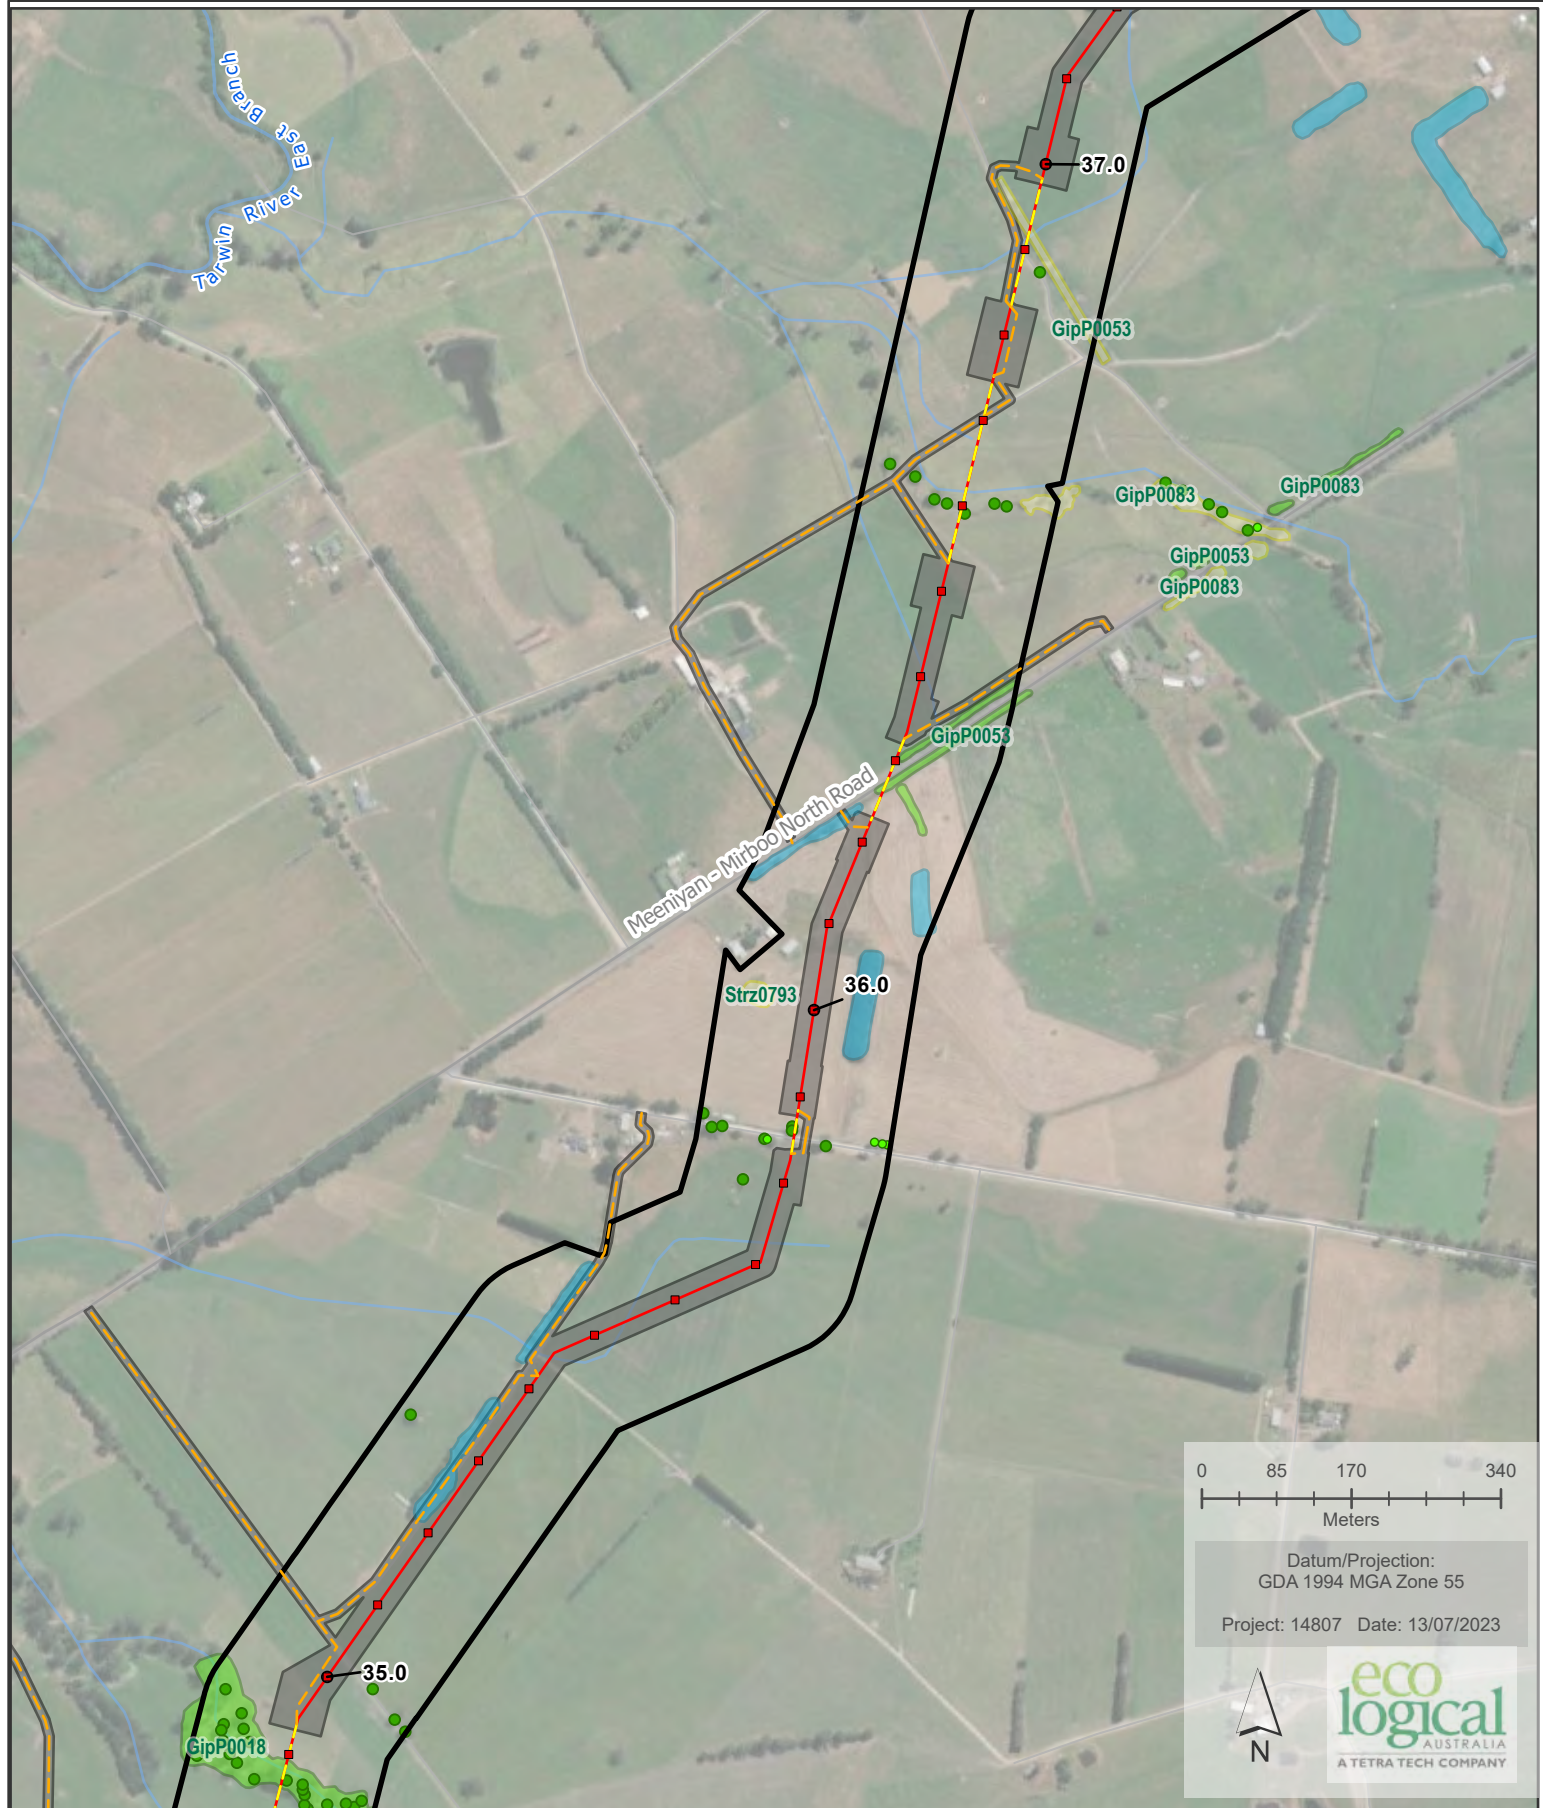 Tarwin River East Branch
37.0
GipP0053
GipP0083
GipP0083
GipP0053
GipP0083
GipP0053
Meeniyan - Mirboo North Road
36.0
Strz0793
35.0
GipP0018
0 85 170 340
Meters
Datum/Projection:
GDA 1994 MGA Zone 55
Project: 14807 Date: 13/07/2023
N
eco
logical
AUSTRALIA
A TETRA TECH COMPANY